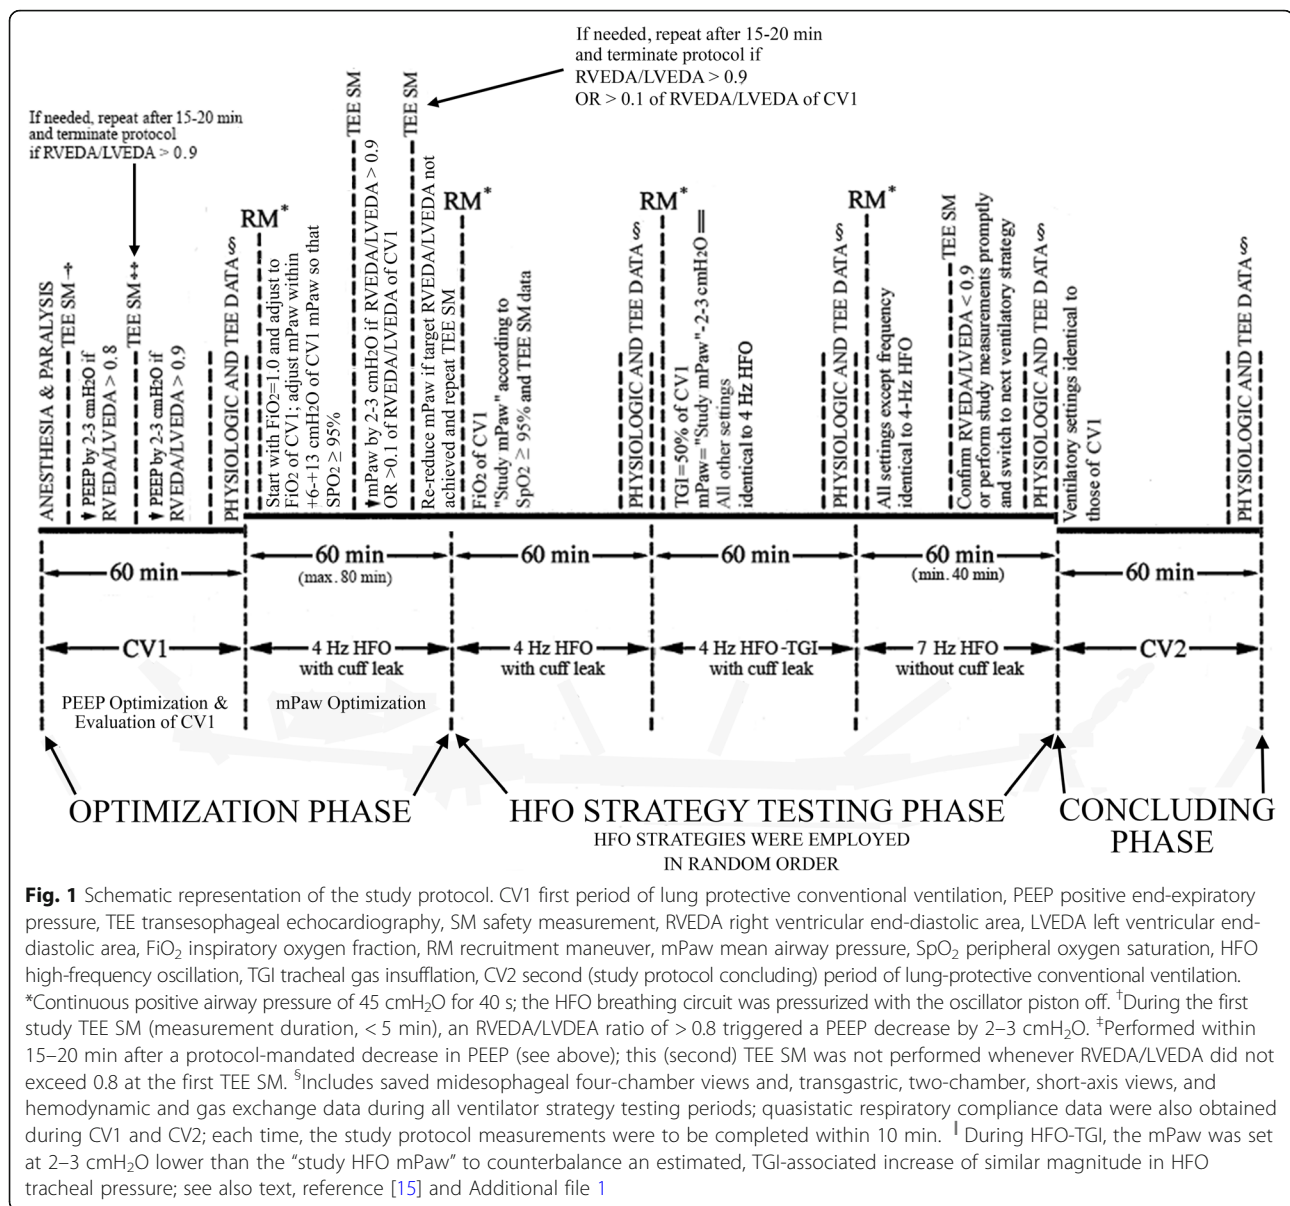 If needed, repeat after 15-20 min
and terminate protocol if
RVEDA/LVEDA > 0.9
OR > 0.1 of RVEDA/LVEDA of CV1
If needed, repeat after 15-20 min
and terminate protocol
if RVEDA/LVEDA > 0.9
ANESTHESIA & PARALYSIS
TEE SM -†
PEEP by 2-3 cmH2O if
RVEDA/LVEDA > 0.8
TEE SM ++
PEEP by 2-3 cmH2O if
RVEDA/LVEDA > 0.9
PHYSIOLOGIC AND TEE DATA §
RM*
Start with FiO2=1.0 and adjust to
FiO2 of CV1; adjust mPaw within
+6-+13 cmH2O of CV1 mPaw so that
SPO2 ≥ 95%
TEE SM
mPaw by 2-3 cmH2O if RVEDA/LVEDA > 0.9
OR >0.1 of RVEDA/LVEDA of CV1
TEE SM
Re-reduce mPaw if target RVEDA/LVEDA not
achieved and repeat TEE SM
RM*
FiO2 of CV1
"Study mPaw" according to
SpO2 ≥ 95% and TEE SM data
PHYSIOLOGIC AND TEE DATA §
RM*
TGI=50% of CV1
mPaw= "Study mPaw"-2-3 cmH2O ||
All other settings
identical to 4 Hz HFO
PHYSIOLOGIC AND TEE DATA §
RM*
All settings except frequency
identical to 4-Hz HFO
TEE SM
Confirm RVEDA/LVEDA < 0.9
or perform study measurements promptly
and switch to next ventilatory strategy
PHYSIOLOGIC AND TEE DATA §
Ventilatory settings identical to
those of CV1
PHYSIOLOGIC AND TEE DATA §
60 min
60 min
(max. 80 min)
60 min
60 min
60 min
(min. 40 min)
60 min
CV1
4 Hz HFO
with cuff leak
4 Hz HFO
with cuff leak
4 Hz HFO-TGI
with cuff leak
7 Hz HFO
without cuff leak
CV2
PEEP Optimization &
Evaluation of CV1
mPaw Optimization
OPTIMIZATION PHASE
HFO STRATEGY TESTING PHASE
HFO STRATEGIES WERE EMPLOYED
IN RANDOM ORDER
CONCLUDING
PHASE
Fig. 1 Schematic representation of the study protocol. CV1 first period of lung protective conventional ventilation, PEEP positive end-expiratory
pressure, TEE transesophageal echocardiography, SM safety measurement, RVEDA right ventricular end-diastolic area, LVEDA left ventricular end-
diastolic area, FiO2 inspiratory oxygen fraction, RM recruitment maneuver, mPaw mean airway pressure, SpO2 peripheral oxygen saturation, HFO
high-frequency oscillation, TGI tracheal gas insufflation, CV2 second (study protocol concluding) period of lung-protective conventional ventilation.
*Continuous positive airway pressure of 45 cmH2O for 40 s; the HFO breathing circuit was pressurized with the oscillator piston off. †During the first
study TEE SM (measurement duration, < 5 min), an RVEDA/LVDEA ratio of > 0.8 triggered a PEEP decrease by 2–3 cmH2O. ‡Performed within
15–20 min after a protocol-mandated decrease in PEEP (see above); this (second) TEE SM was not performed whenever RVEDA/LVEDA did not
exceed 0.8 at the first TEE SM. §Includes saved midesophageal four-chamber views and, transgastric, two-chamber, short-axis views, and
hemodynamic and gas exchange data during all ventilator strategy testing periods; quasistatic respiratory compliance data were also obtained
during CV1 and CV2; each time, the study protocol measurements were to be completed within 10 min. ‖ During HFO-TGI, the mPaw was set
at 2–3 cmH2O lower than the “study HFO mPaw” to counterbalance an estimated, TGI-associated increase of similar magnitude in HFO
tracheal pressure; see also text, reference [15] and Additional file 1